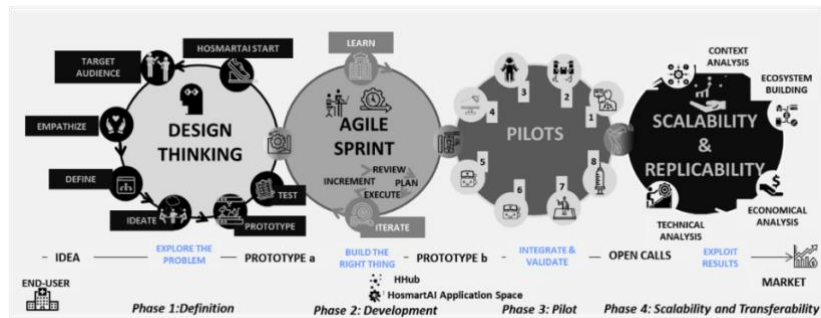 HOSMARTAI START
TARGET
AUDIENCE
EMPATHIZE
DEFINE
IDEATE
PROTOTYPE
TEST
DESIGN
THINKING
LEARN
AGILE
SPRINT
REVIEW
INCREMENT
PLAN
EXECUTE
ITERATE
PILOTS
1
2
3
4
5
6
7
8
CONTEXT
ANALYSIS
ECOSYSTEM
BUILDING
SCALABILITY
&
REPLICABILITY
TECHNICAL
ANALYSIS
ECONOMICAL
ANALYSIS
IDEA
EXPLORE THE
PROBLEM
PROTOTYPE a
BUILD THE
RIGHT THING
PROTOTYPE b
INTEGRATE &
VALIDATE
OPEN CALLS
EXPLOIT
RESULTS
MARKET
END-USER
HHub
HosmartAI Application Space
Phase 1:Definition
Phase 2: Development
Phase 3: Pilot
Phase 4: Scalability and Transferability